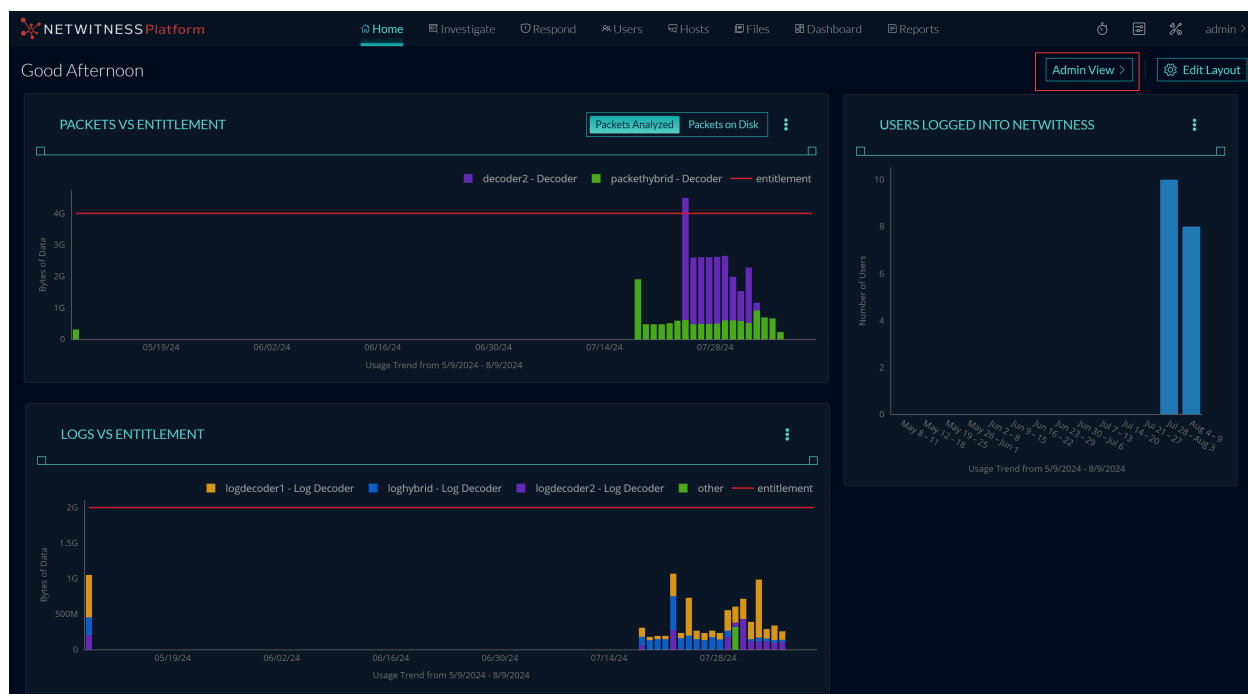 NETWITNESS Platform
Home Investigate Respond Users Hosts Files Dashboard Reports admin >
Good Afternoon
Admin View > Edit Layout
PACKETS VS ENTITLEMENT
Packets Analyzed Packets on Disk
decoder2 - Decoder packethybrid - Decoder entitlement
4G
3G
2G
1G
0
Bytes of Data
05/19/24 06/02/24 06/16/24 06/30/24 07/14/24 07/28/24
Usage Trend from 5/9/2024 - 8/9/2024
USERS LOGGED INTO NETWITNESS
10
8
6
4
2
0
Number of Users
May 8 - 11
May 12 - 18
May 19 - 25
May 26 - Jun 1
Jun 2 - 8
Jun 9 - 15
Jun 16 - 22
Jun 23 - 29
Jun 30 - Jul 6
Jul 7 - 13
Jul 14 - 20
Jul 21 - 27
Jul 28 - Aug 3
Aug 4 - 9
Usage Trend from 5/9/2024 - 8/9/2024
LOGS VS ENTITLEMENT
logdecoder1 - Log Decoder loghybrid - Log Decoder logdecoder2 - Log Decoder other entitlement
2G
1.5G
1G
500M
0
Bytes of Data
05/19/24 06/02/24 06/16/24 06/30/24 07/14/24 07/28/24
Usage Trend from 5/9/2024 - 8/9/2024